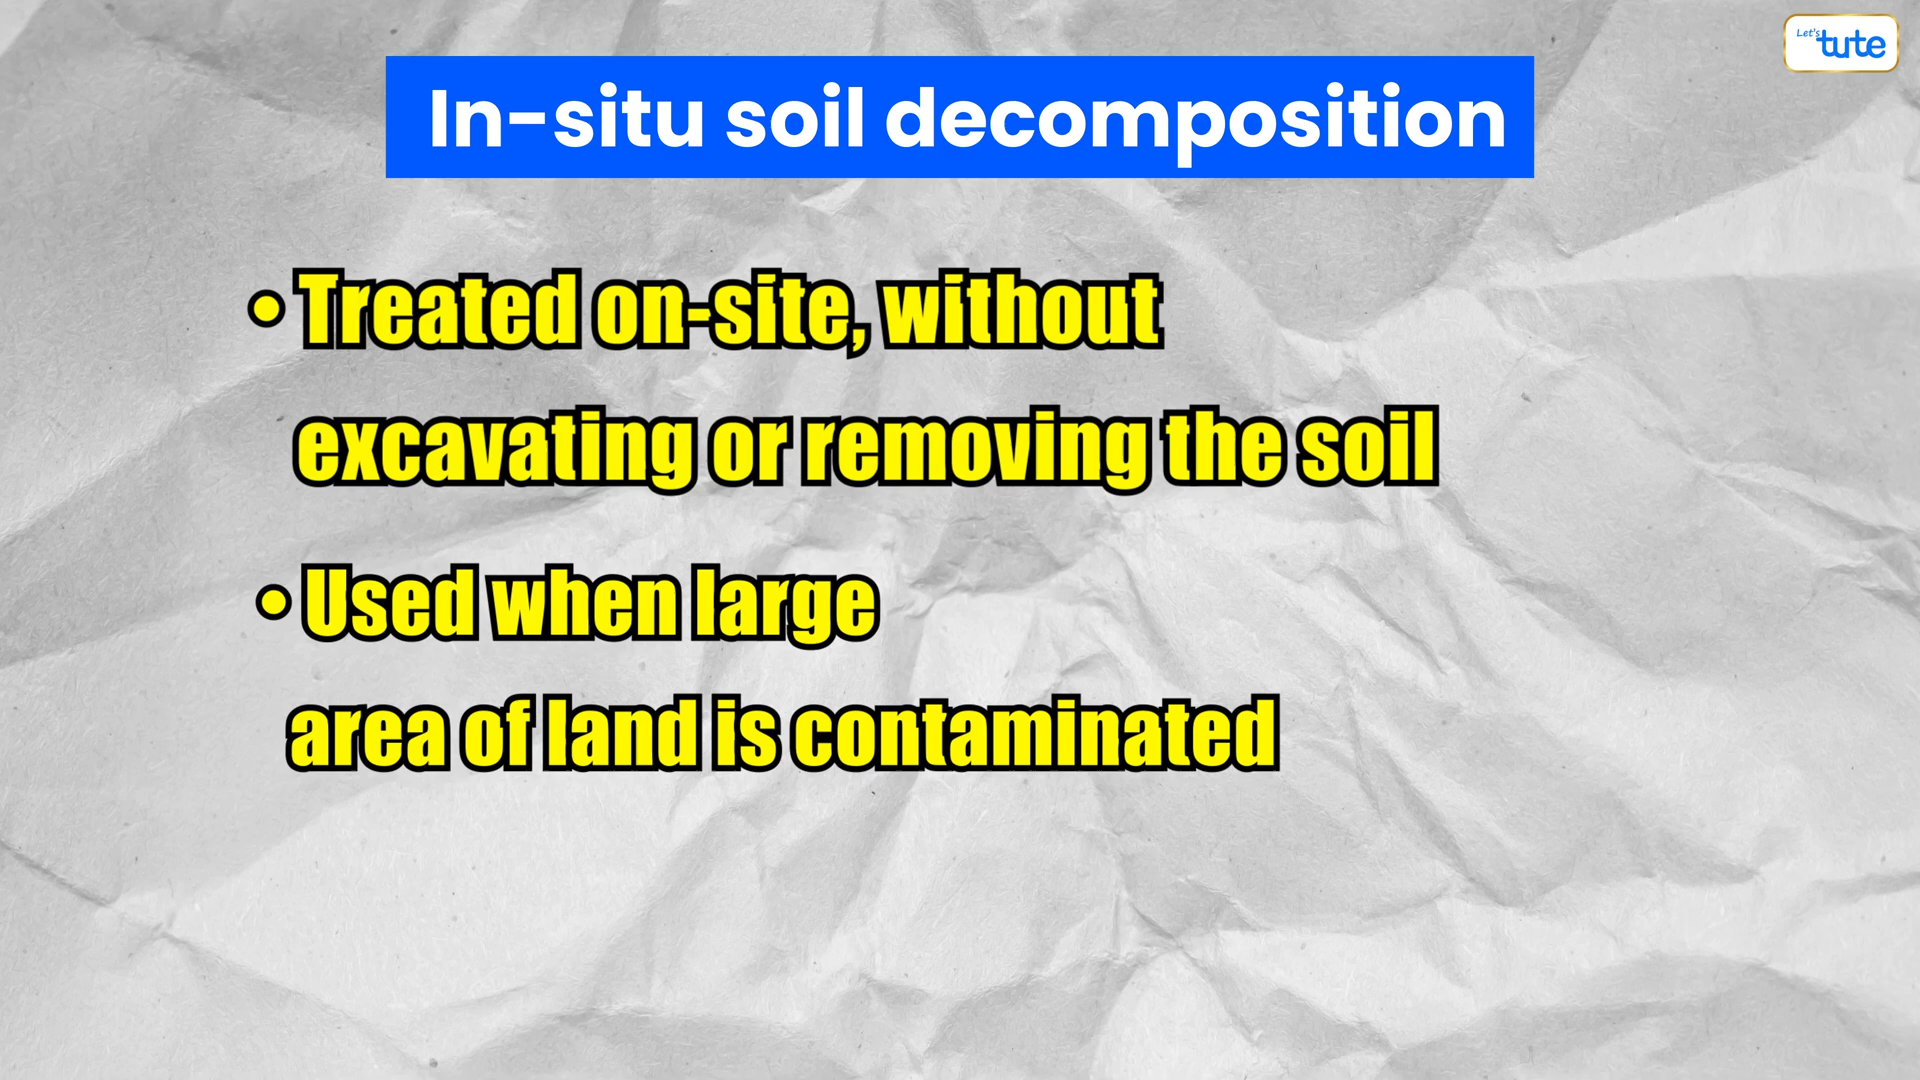 Let's tute
In-situ soil decomposition
• Treated on-site, without
excavating or removing the soil
• Used when large
area of land is contaminated